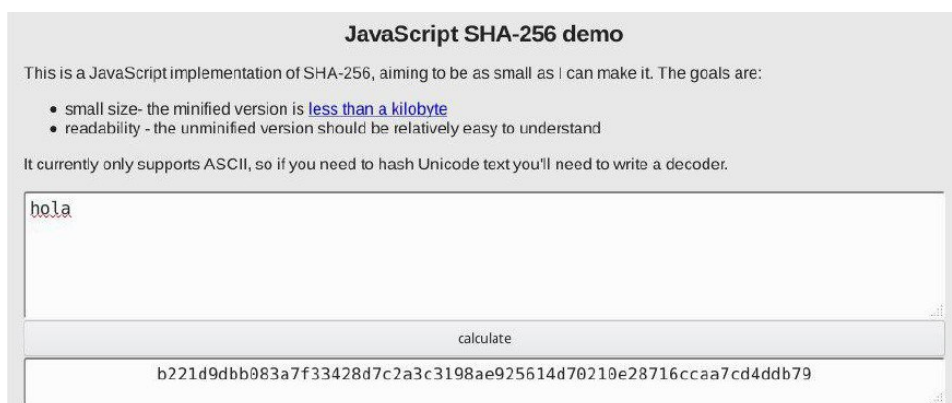 JavaScript SHA-256 demo
This is a JavaScript implementation of SHA-256, aiming to be as small as I can make it. The goals are:
• small size- the minified version is less than a kilobyte
• readability - the unminified version should be relatively easy to understand
It currently only supports ASCII, so if you need to hash Unicode text you'll need to write a decoder.
hola
calculate
b221d9dbb083a7f33428d7c2a3c3198ae925614d70210e28716ccaa7cd4ddb79